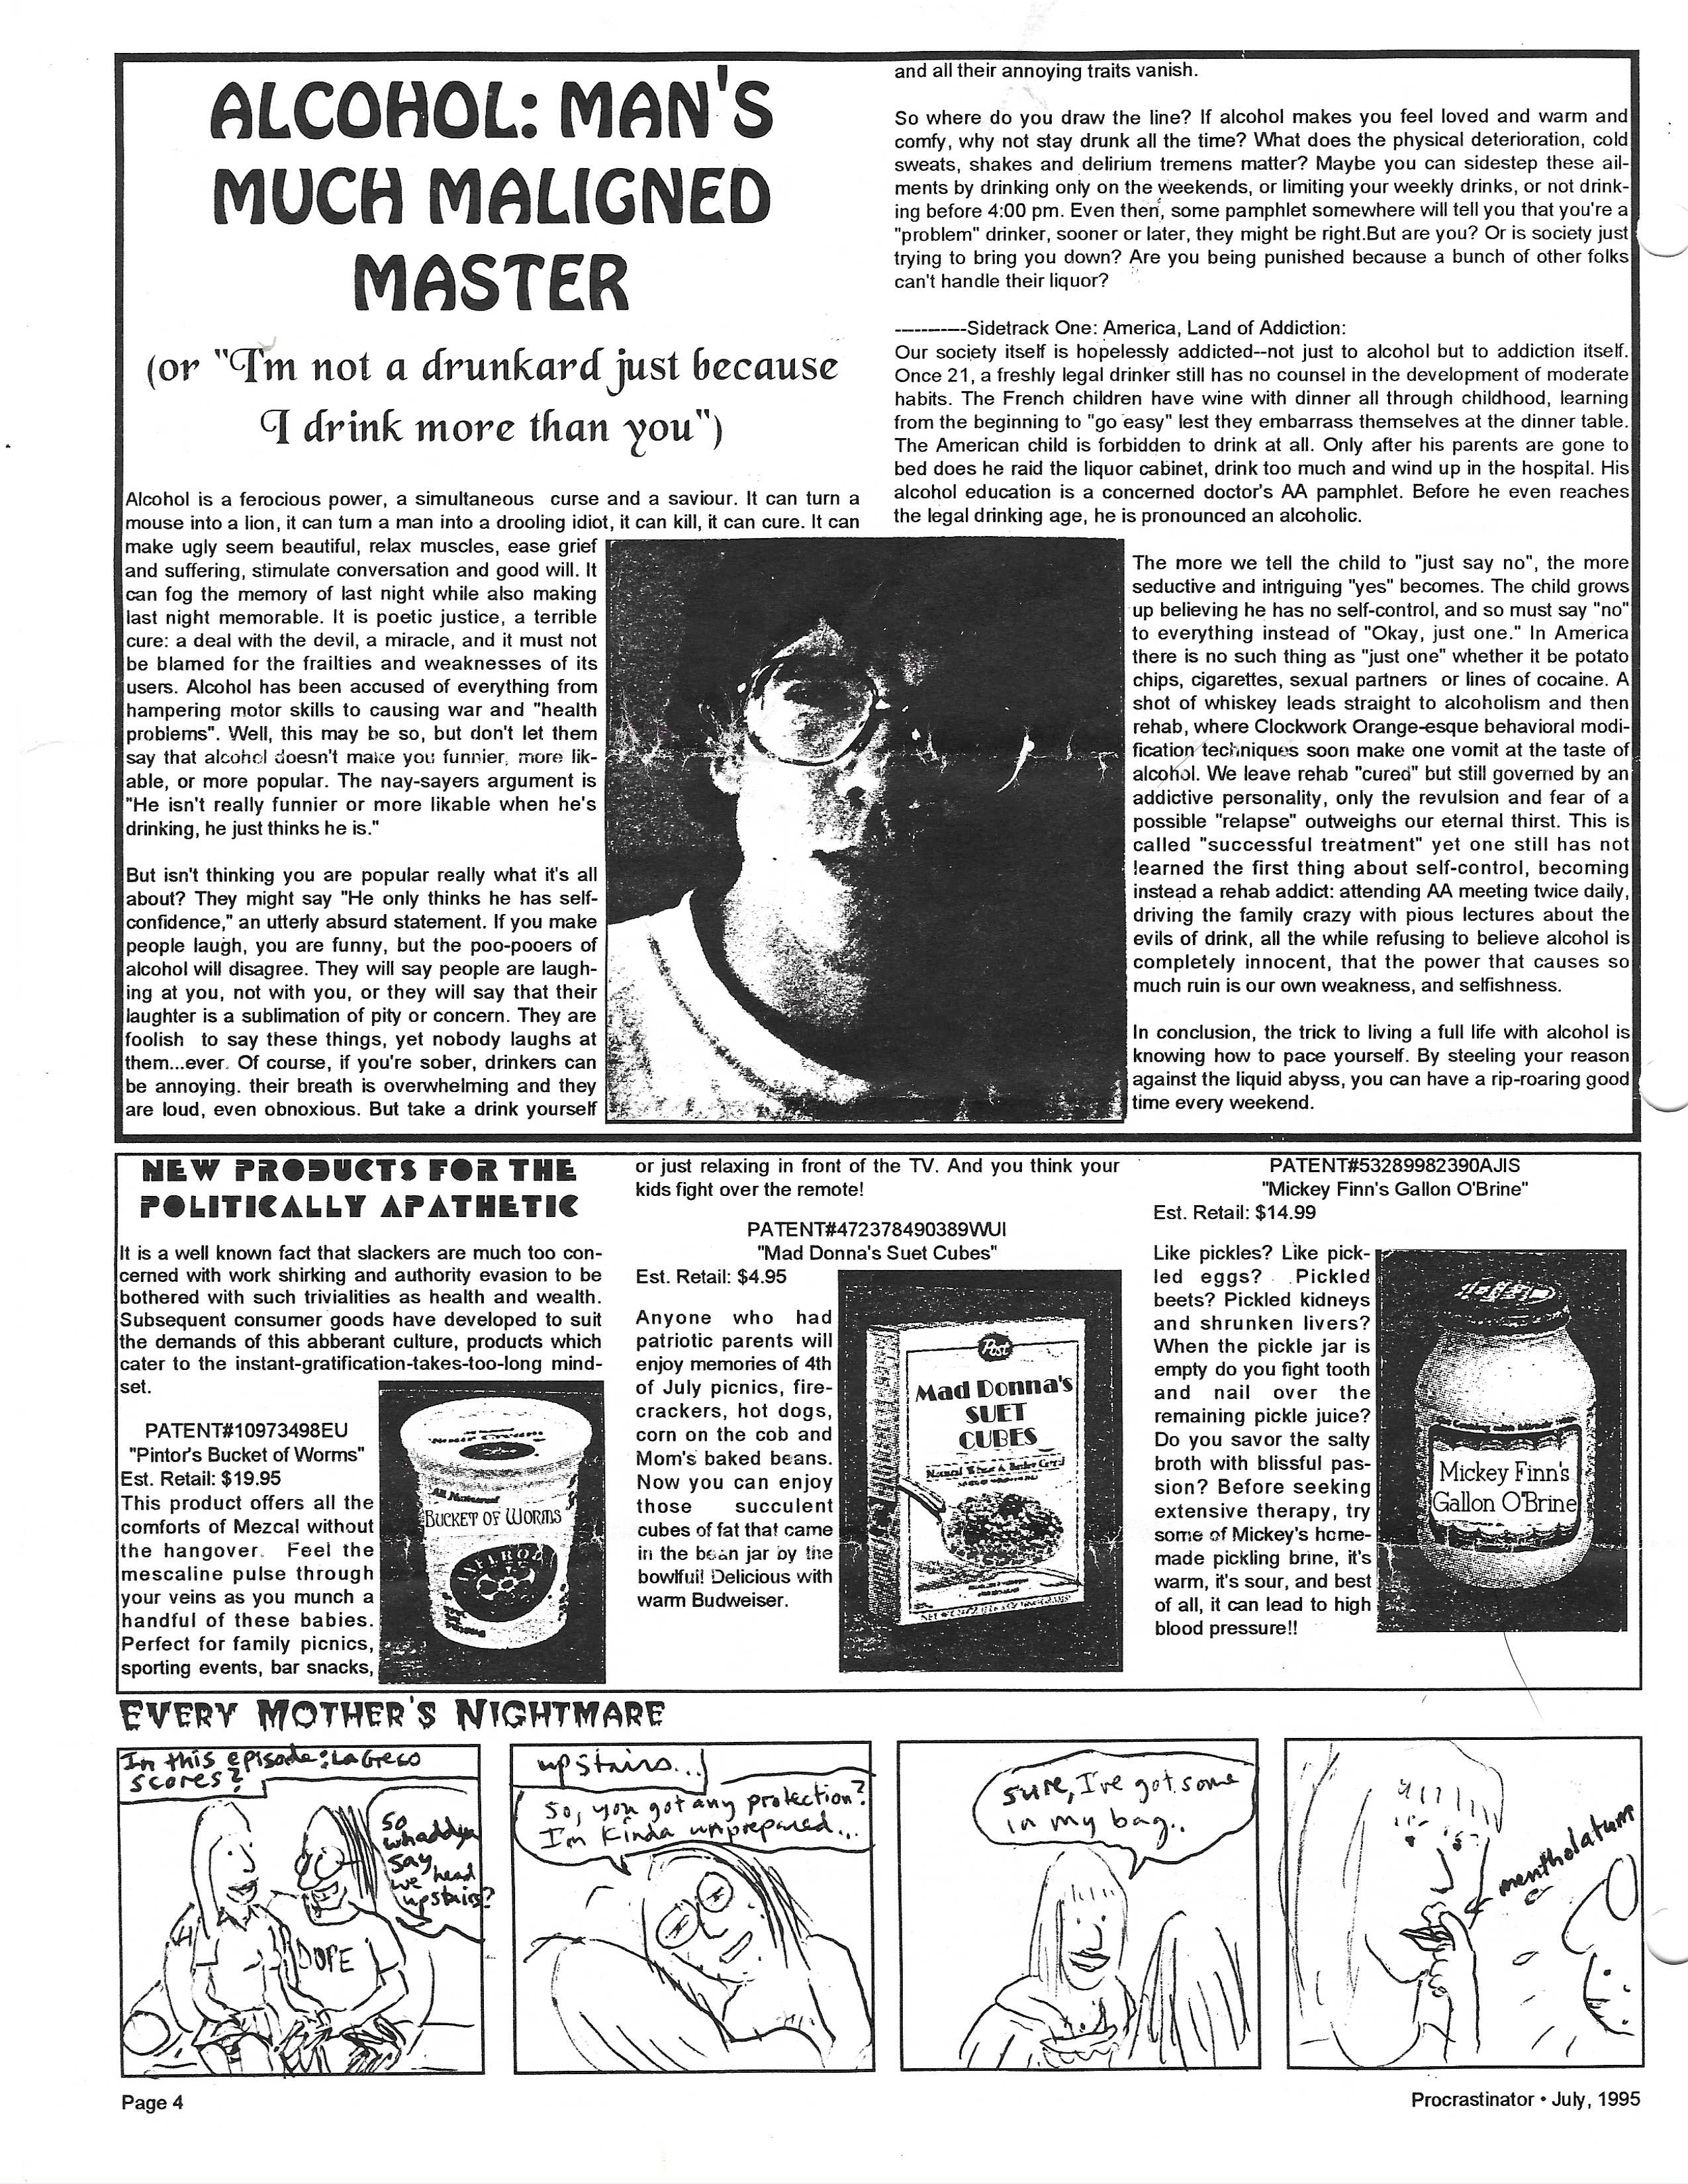 ALCOHOL: MAN'S
MUCH MALIGNED
MASTER
(or "I'm not a drunkard just because
I drink more than you")
Alcohol is a ferocious power, a simultaneous curse and a saviour. It can turn a
mouse into a lion, it can turn a man into a drooling idiot, it can kill, it can cure. It can
make ugly seem beautiful, relax muscles, ease grief
and suffering, stimulate conversation and good will. It
can fog the memory of last night while also making
last night memorable. It is poetic justice, a terrible
cure: a deal with the devil, a miracle, and it must not
be blamed for the frailties and weaknesses of its
users. Alcohol has been accused of everything from
hampering motor skills to causing war and "health
problems". Well, this may be so, but don't let them
say that alcohol doesn't make you funnier, more lik-
able, or more popular. The nay-sayers argument is
"He isn't really funnier or more likable when he's
drinking, he just thinks he is."
But isn't thinking you are popular really what it's all
about? They might say "He only thinks he has self-
confidence," an utterly absurd statement. If you make
people laugh, you are funny, but the poo-pooers of
alcohol will disagree. They will say people are laugh-
ing at you, not with you, or they will say that their
laughter is a sublimation of pity or concern. They are
foolish to say these things, yet nobody laughs at
them...ever. Of course, if you're sober, drinkers can
be annoying. their breath is overwhelming and they
are loud, even obnoxious. But take a drink yourself
and all their annoying traits vanish.
So where do you draw the line? If alcohol makes you feel loved and warm and
comfy, why not stay drunk all the time? What does the physical deterioration, cold
sweats, shakes and delirium tremens matter? Maybe you can sidestep these ail-
ments by drinking only on the weekends, or limiting your weekly drinks, or not drink-
ing before 4:00 pm. Even then, some pamphlet somewhere will tell you that you're a
"problem" drinker, sooner or later, they might be right.But are you? Or is society just
trying to bring you down? Are you being punished because a bunch of other folks
can't handle their liquor?
----------Sidetrack One: America, Land of Addiction:
Our society itself is hopelessly addicted--not just to alcohol but to addiction itself.
Once 21, a freshly legal drinker still has no counsel in the development of moderate
habits. The French children have wine with dinner all through childhood, learning
from the beginning to "go easy" lest they embarrass themselves at the dinner table.
The American child is forbidden to drink at all. Only after his parents are gone to
bed does he raid the liquor cabinet, drink too much and wind up in the hospital. His
alcohol education is a concerned doctor's AA pamphlet. Before he even reaches
the legal drinking age, he is pronounced an alcoholic.
The more we tell the child to "just say no", the more
seductive and intriguing "yes" becomes. The child grows
up believing he has no self-control, and so must say "no"
to everything instead of "Okay, just one." In America
there is no such thing as "just one" whether it be potato
chips, cigarettes, sexual partners or lines of cocaine. A
shot of whiskey leads straight to alcoholism and then
rehab, where Clockwork Orange-esque behavioral modi-
fication techniques soon make one vomit at the taste of
alcohol. We leave rehab "cured" but still governed by an
addictive personality, only the revulsion and fear of a
possible "relapse" outweighs our eternal thirst. This is
called "successful treatment" yet one still has not
learned the first thing about self-control, becoming
instead a rehab addict: attending AA meeting twice daily,
driving the family crazy with pious lectures about the
evils of drink, all the while refusing to believe alcohol is
completely innocent, that the power that causes so
much ruin is our own weakness, and selfishness.
In conclusion, the trick to living a full life with alcohol is
knowing how to pace yourself. By steeling your reason
against the liquid abyss, you can have a rip-roaring good
time every weekend.
NEW PRODUCTS FOR THE
POLITICALLY APATHETIC
It is a well known fact that slackers are much too con-
cerned with work shirking and authority evasion to be
bothered with such trivialities as health and wealth.
Subsequent consumer goods have developed to suit
the demands of this abberant culture, products which
cater to the instant-gratification-takes-too-long mind-
set.
PATENT#10973498EU
"Pintor's Bucket of Worms"
Est. Retail: $19.95
This product offers all the
comforts of Mezcal without
the hangover. Feel the
mescaline pulse through
your veins as you munch a
handful of these babies.
Perfect for family picnics,
sporting events, bar snacks,
All Natural
BUCKET OF WORMS
or just relaxing in front of the TV. And you think your
kids fight over the remote!
PATENT#472378490389WUI
"Mad Donna's Suet Cubes"
Est. Retail: $4.95
Anyone who had
patriotic parents will
enjoy memories of 4th
of July picnics, fire-
crackers, hot dogs,
corn on the cob and
Mom's baked beans.
Now you can enjoy
those succulent
cubes of fat that came
in the bean jar by the
bowlful! Delicious with
warm Budweiser.
Post
Mad Donna's
SUET
CUBES
PATENT#53289982390AJIS
"Mickey Finn's Gallon O'Brine"
Est. Retail: $14.99
Like pickles? Like pick-
led eggs? Pickled
beets? Pickled kidneys
and shrunken livers?
When the pickle jar is
empty do you fight tooth
and nail over the
remaining pickle juice?
Do you savor the salty
broth with blissful pas-
sion? Before seeking
extensive therapy, try
some of Mickey's home-
made pickling brine, it's
warm, it's sour, and best
of all, it can lead to high
blood pressure!!
Mickey Finn's
Gallon O'Brine
EVERY MOTHER'S NIGHTMARE
In this episode: LaGreco
scores?
So
whaddya
say
we head
upstairs?
DOPE
upstairs...
So, you got any protection?
I'm kinda unprepared...
sure, I've got some
in my bag..
mentholatum
Page 4
Procrastinator • July, 1995